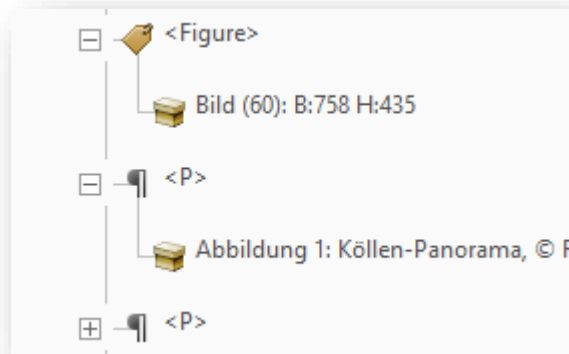 <Figure>
Bild (60): B:758 H:435
<P>
Abbildung 1: Köllen-Panorama, ©
<P>